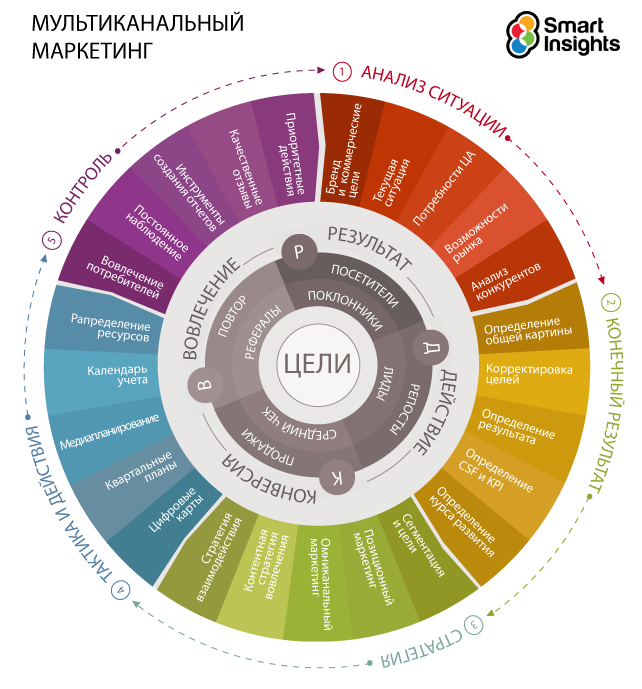 МУЛЬТИКАНАЛЬНЫЙ
МАРКЕТИНГ
Smart
Insights
1 АНАЛИЗ СИТУАЦИИ
Бренд
и коммерческие
цели
Текущая
ситуация
Потребности ЦА
Возможности
рынка
Анализ
конкурентов
2 КОНЕЧНЫЙ РЕЗУЛЬТАТ
Определение
общей картины
Корректировка
целей
Определение
результата
Определение
CSF и KPI
Определение
курса развития
3 СТРАТЕГИЯ
Сегментация
и цели
Позиционный
маркетинг
Омниканальный
маркетинг
Контентная
стратегия
вовлечения
Стратегия
взаимодействия
4 ТАКТИКА И ДЕЙСТВИЯ
Цифровые
карты
Квартальные
планы
Медиапланирование
Календарь
учета
Рапределение
ресурсов
5 КОНТРОЛЬ
Вовлечение
потребителей
Постоянное
наблюдение
Инструменты
создания отчетов
Качественные
отзывы
Приоритетные
действия
Р
РЕЗУЛЬТАТ
ПОСЕТИТЕЛИ
ПОКЛОННИКИ
Д
ДЕЙСТВИЕ
РЕПОСТЫ
ЛИДЫ
К
КОНВЕРСИЯ
ПРОДАЖИ
СРЕДНИЙ ЧЕК
В
ВОВЛЕЧЕНИЕ
ПОВТОР
РЕФЕРАЛЫ
ЦЕЛИ